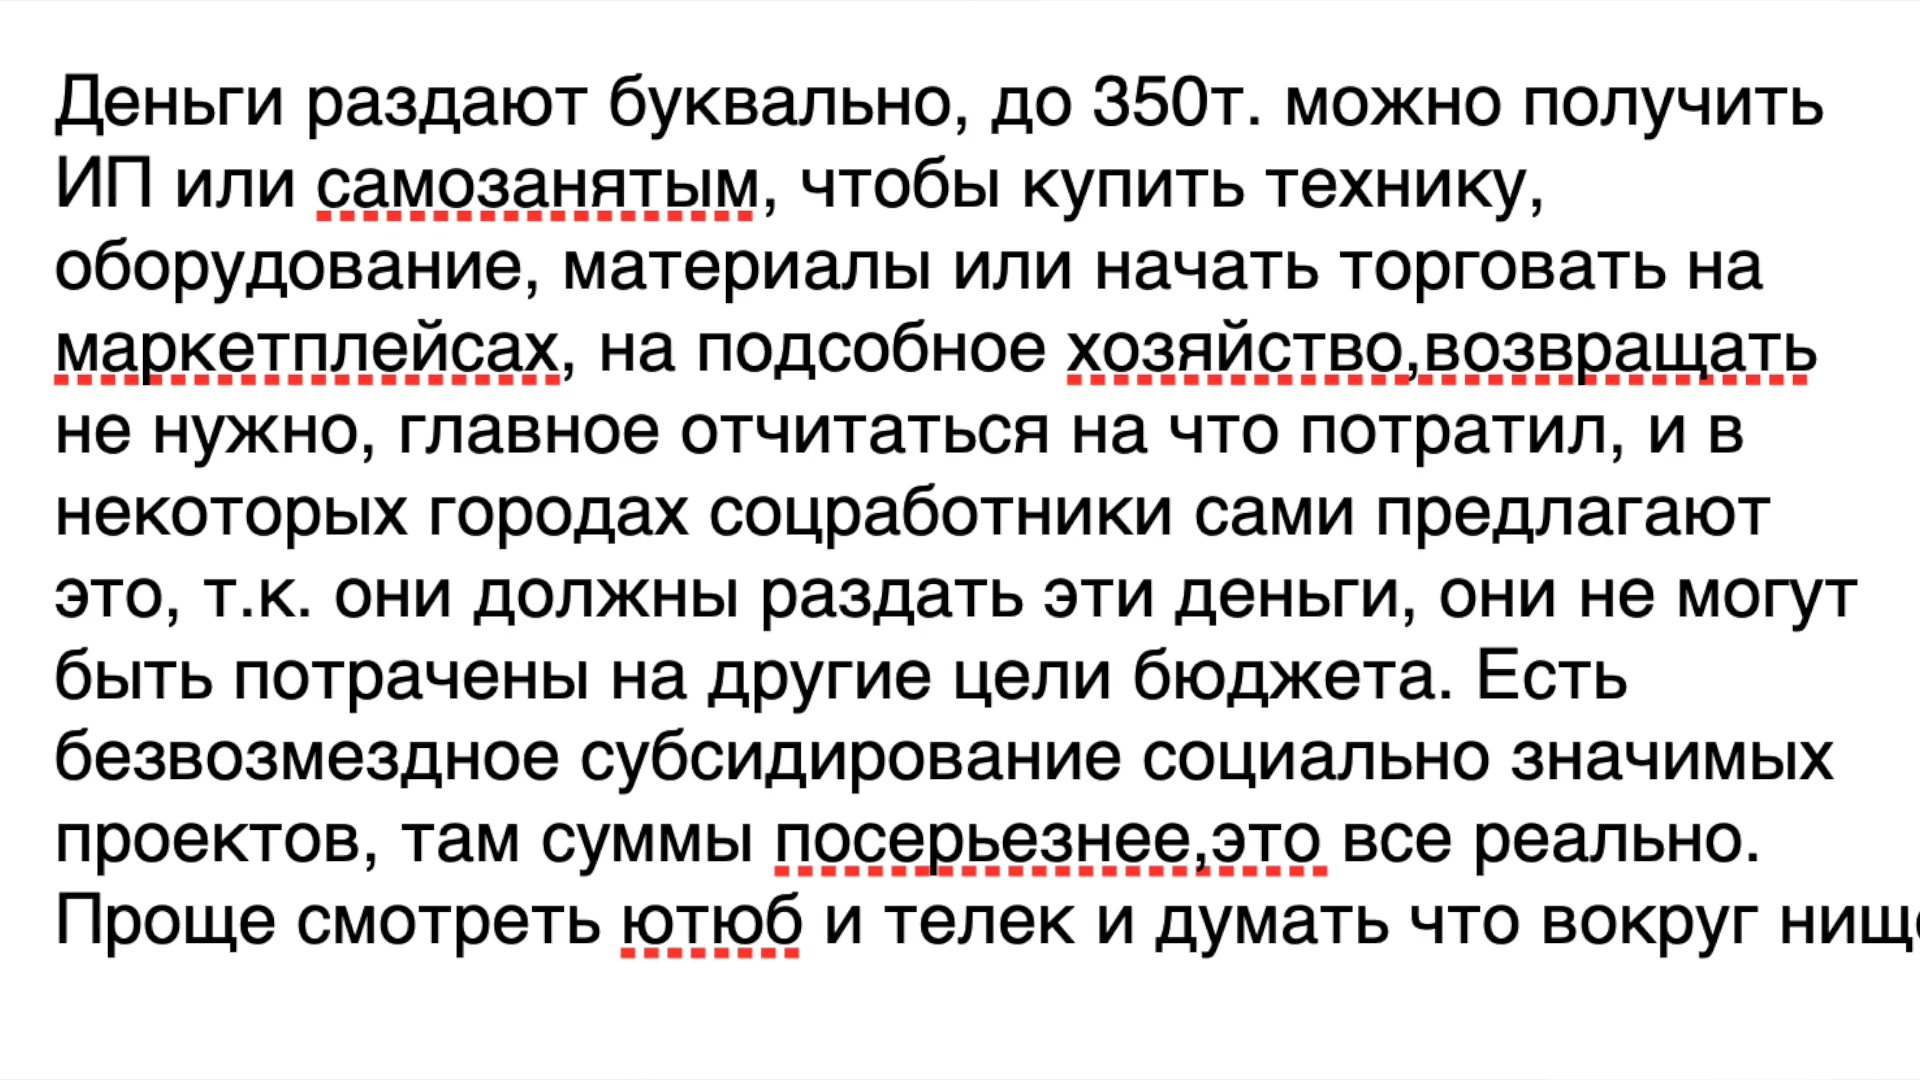 Деньги раздают буквально, до 350т. можно получить
ИП или самозанятым, чтобы купить технику,
оборудование, материалы или начать торговать на
маркетплейсах, на подсобное хозяйство,возвращать
не нужно, главное отчитаться на что потратил, и в
некоторых городах соцработники сами предлагают
это, т.к. они должны раздать эти деньги, они не могут
быть потрачены на другие цели бюджета. Есть
безвозмездное субсидирование социально значимых
проектов, там суммы посерьезнее,это все реально.
Проще смотреть ютюб и телек и думать что вокруг